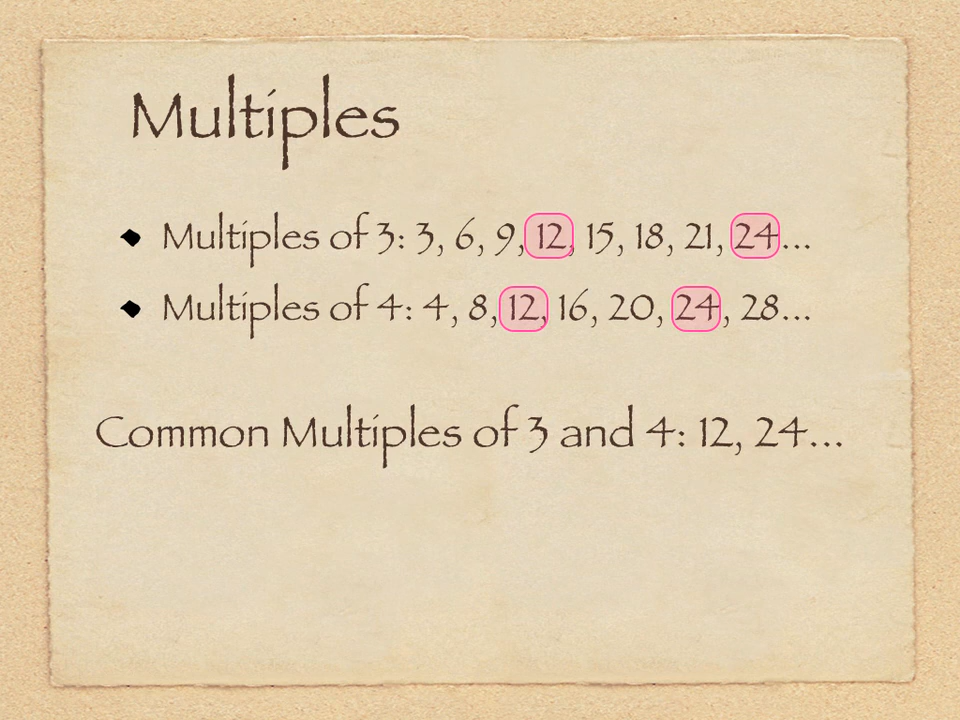 Multiples
Multiples of 3: 3, 6, 9, 12, 15, 18, 21, 24...
Multiples of 4: 4, 8, 12, 16, 20, 24, 28...
Common Multiples of 3 and 4: 12, 24...